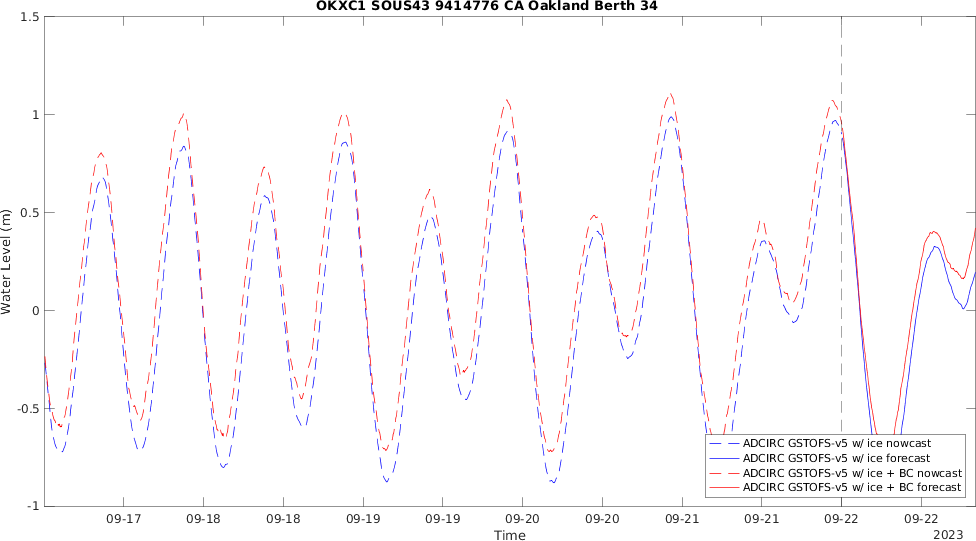 OKXC1 SOUS43 9414776 CA Oakland Berth 34
1.5
1
0.5
0
-0.5
-1
Water Level (m)
09-17
09-18
09-18
09-19
09-19
09-20
09-20
09-21
09-21
09-22
09-22
Time
2023
ADCIRC GSTOFS-v5 w/ ice nowcast
ADCIRC GSTOFS-v5 w/ ice forecast
ADCIRC GSTOFS-v5 w/ ice + BC nowcast
ADCIRC GSTOFS-v5 w/ ice + BC forecast